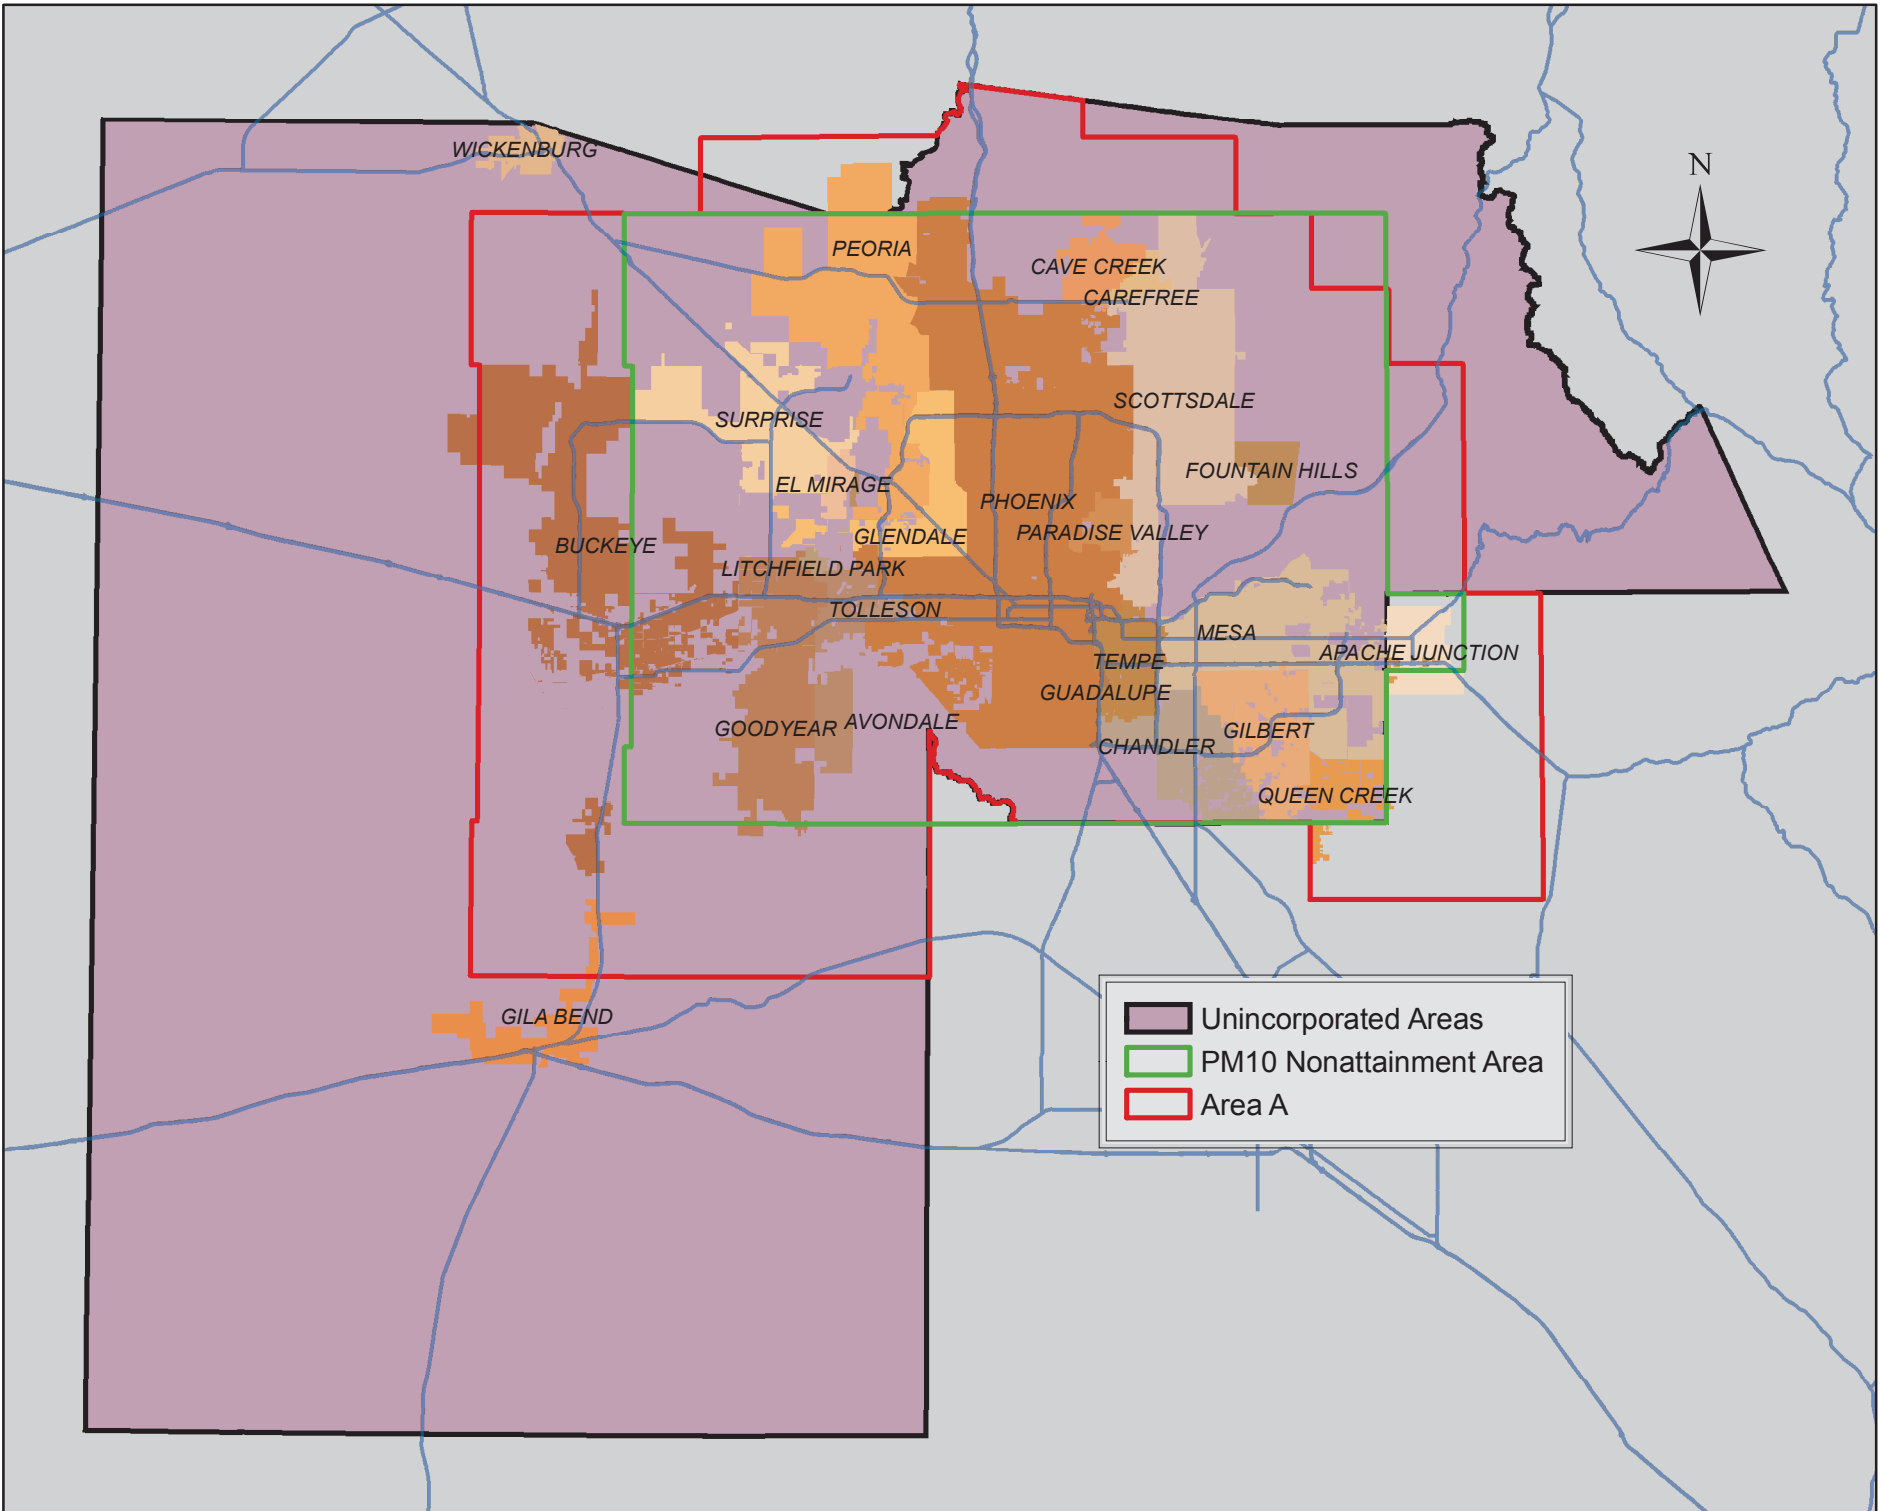 N
WICKENBURG
PEORIA
CAVE CREEK
CAREFREE
SCOTTSDALE
SURPRISE
FOUNTAIN HILLS
EL MIRAGE
PHOENIX
PARADISE VALLEY
GLENDALE
BUCKEYE
LITCHFIELD PARK
TOLLESON
MESA
APACHE JUNCTION
TEMPE
GUADALUPE
AVONDALE
GOODYEAR
GILBERT
CHANDLER
QUEEN CREEK
GILA BEND
Unincorporated Areas
PM10 Nonattainment Area
Area A